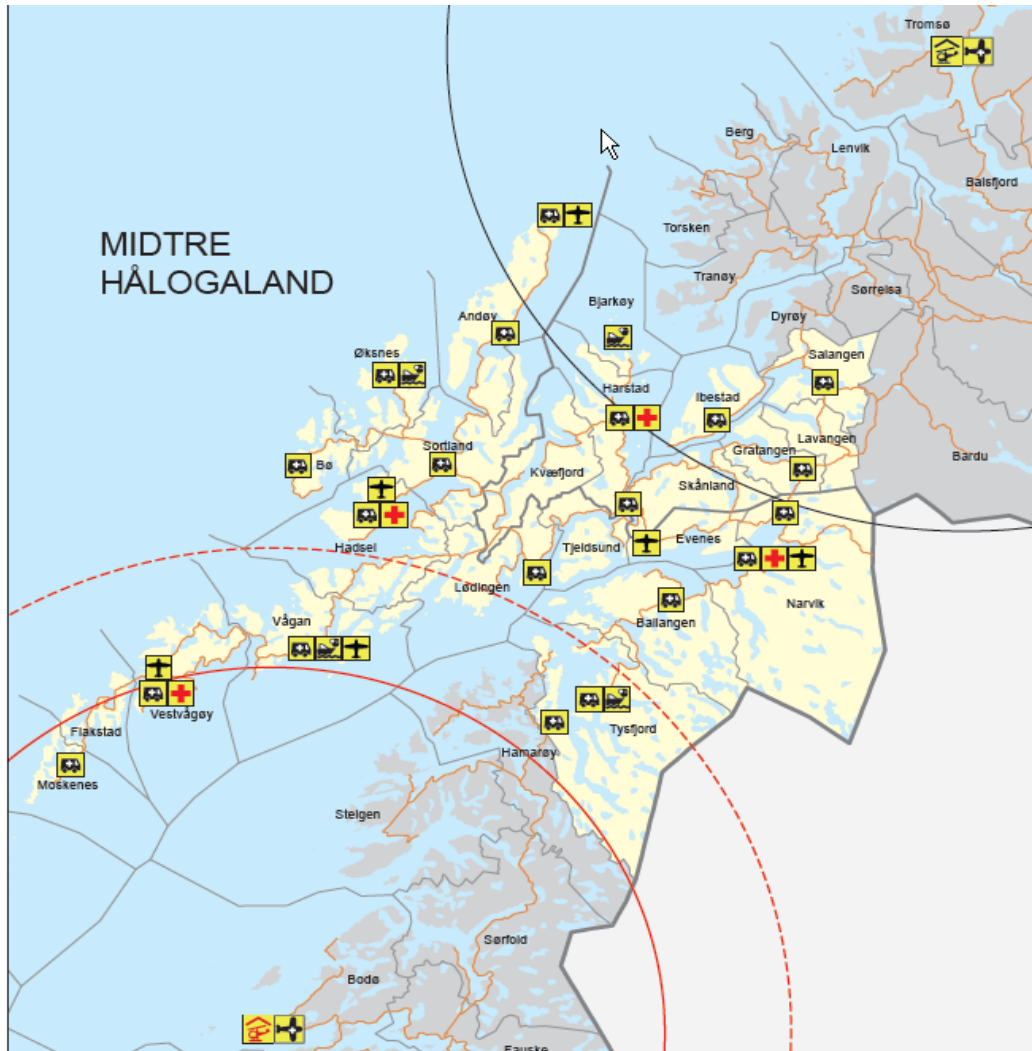 Tromsø
Berg
Lenvik
Balsfjord
Torsken
MIDTRE
HÅLOGALAND
Tranøy
Sørreisa
Bjarkøy
Andøy
Dyrøy
Øksnes
Salangen
Harstad
Ibestad
Sortland
Lavangen
Gratangen
Bardu
Bø
Kvæfjord
Skånland
Evenes
Hadsel
Tjeldsund
Lødingen
Narvik
Vågan
Ballangen
Vestvågøy
Tysfjord
Flakstad
Hamarøy
Moskenes
Steigen
Sørfold
Bodø
Fauske